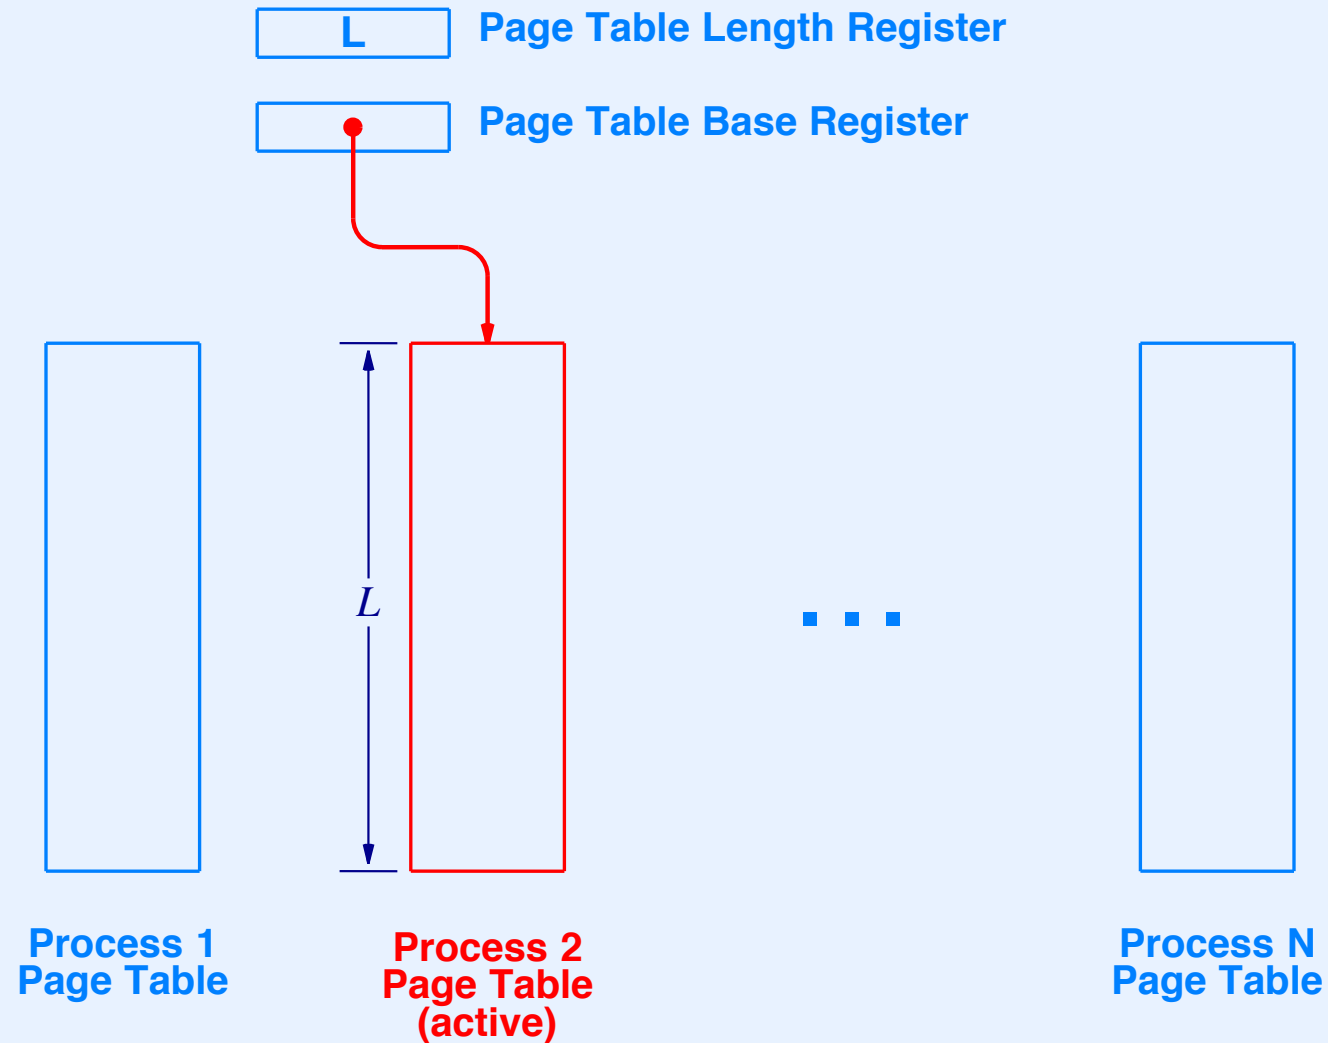 L
Page Table Length Register
Page Table Base Register
L
Process 1
Page Table
Process 2
Page Table
(active)
Process N
Page Table